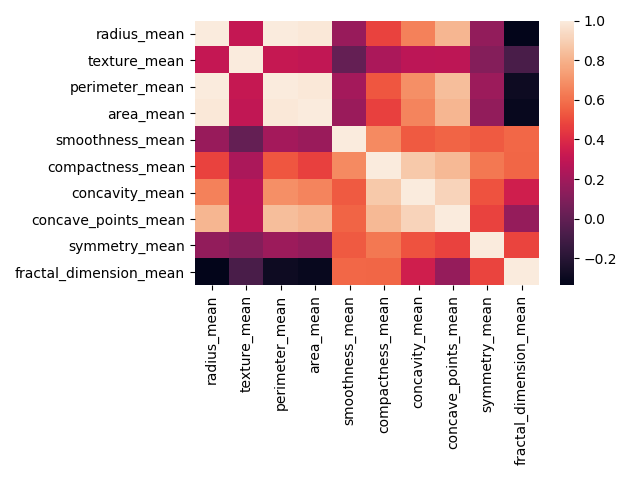 radius_mean
texture_mean
perimeter_mean
area_mean
smoothness_mean
compactness_mean
concavity_mean
concave_points_mean
symmetry_mean
fractal_dimension_mean
radius_mean
texture_mean
perimeter_mean
area_mean
smoothness_mean
compactness_mean
concavity_mean
concave_points_mean
symmetry_mean
fractal_dimension_mean
1.0
0.8
0.6
0.4
0.2
0.0
−0.2